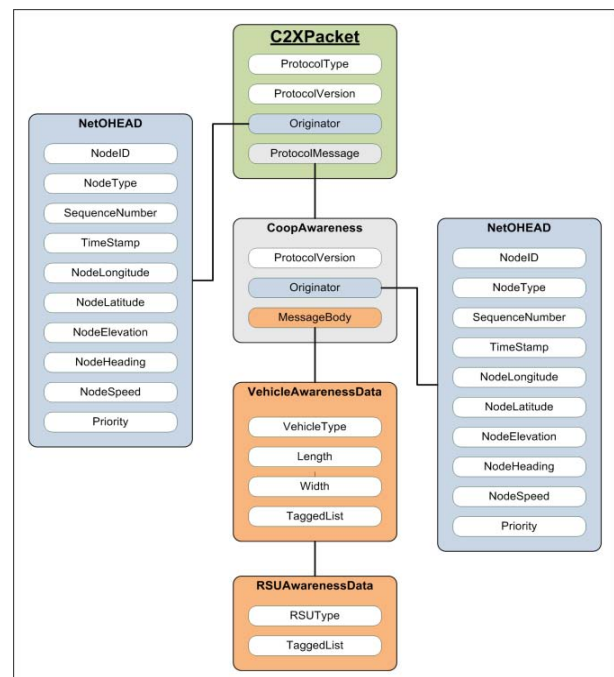 C2XPacket
ProtocolType
ProtocolVersion
Originator
ProtocolMessage
NetOHEAD
NodeID
NodeType
SequenceNumber
TimeStamp
NodeLongitude
NodeLatitude
NodeElevation
NodeHeading
NodeSpeed
Priority
CoopAwareness
ProtocolVersion
Originator
MessageBody
NetOHEAD
NodeID
NodeType
SequenceNumber
TimeStamp
NodeLongitude
NodeLatitude
NodeElevation
NodeHeading
NodeSpeed
Priority
VehicleAwarenessData
VehicleType
Length
Width
TaggedList
RSUAwarenessData
RSUType
TaggedList